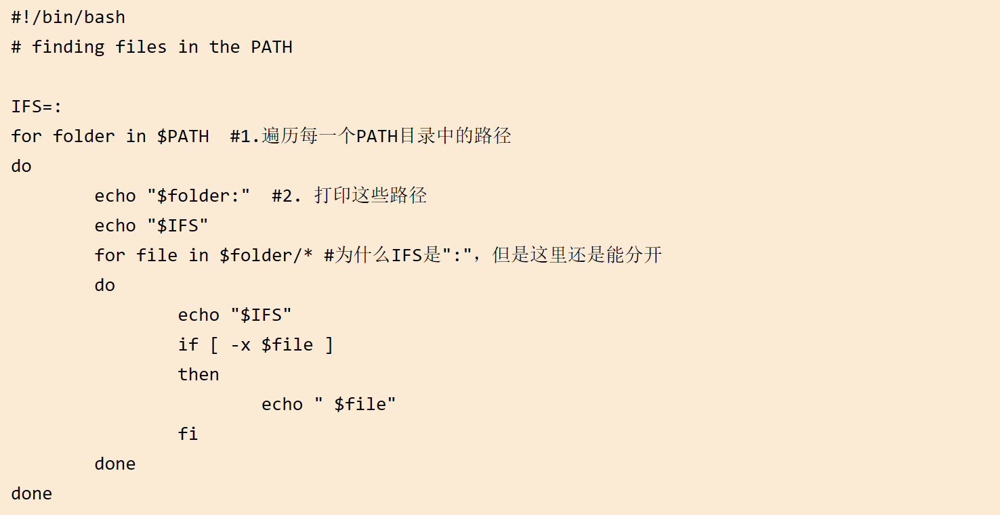 #!/bin/bash
# finding files in the PATH
IFS=:
for folder in $PATH  #1.遍历每一个PATH目录中的路径
do
        echo "$folder:"  #2. 打印这些路径
        echo "$IFS"
        for file in $folder/* #为什么IFS是":"，但是这里还是能分开
        do
                echo "$IFS"
                if [ -x $file ]
                then
                        echo " $file"
                fi
        done
done